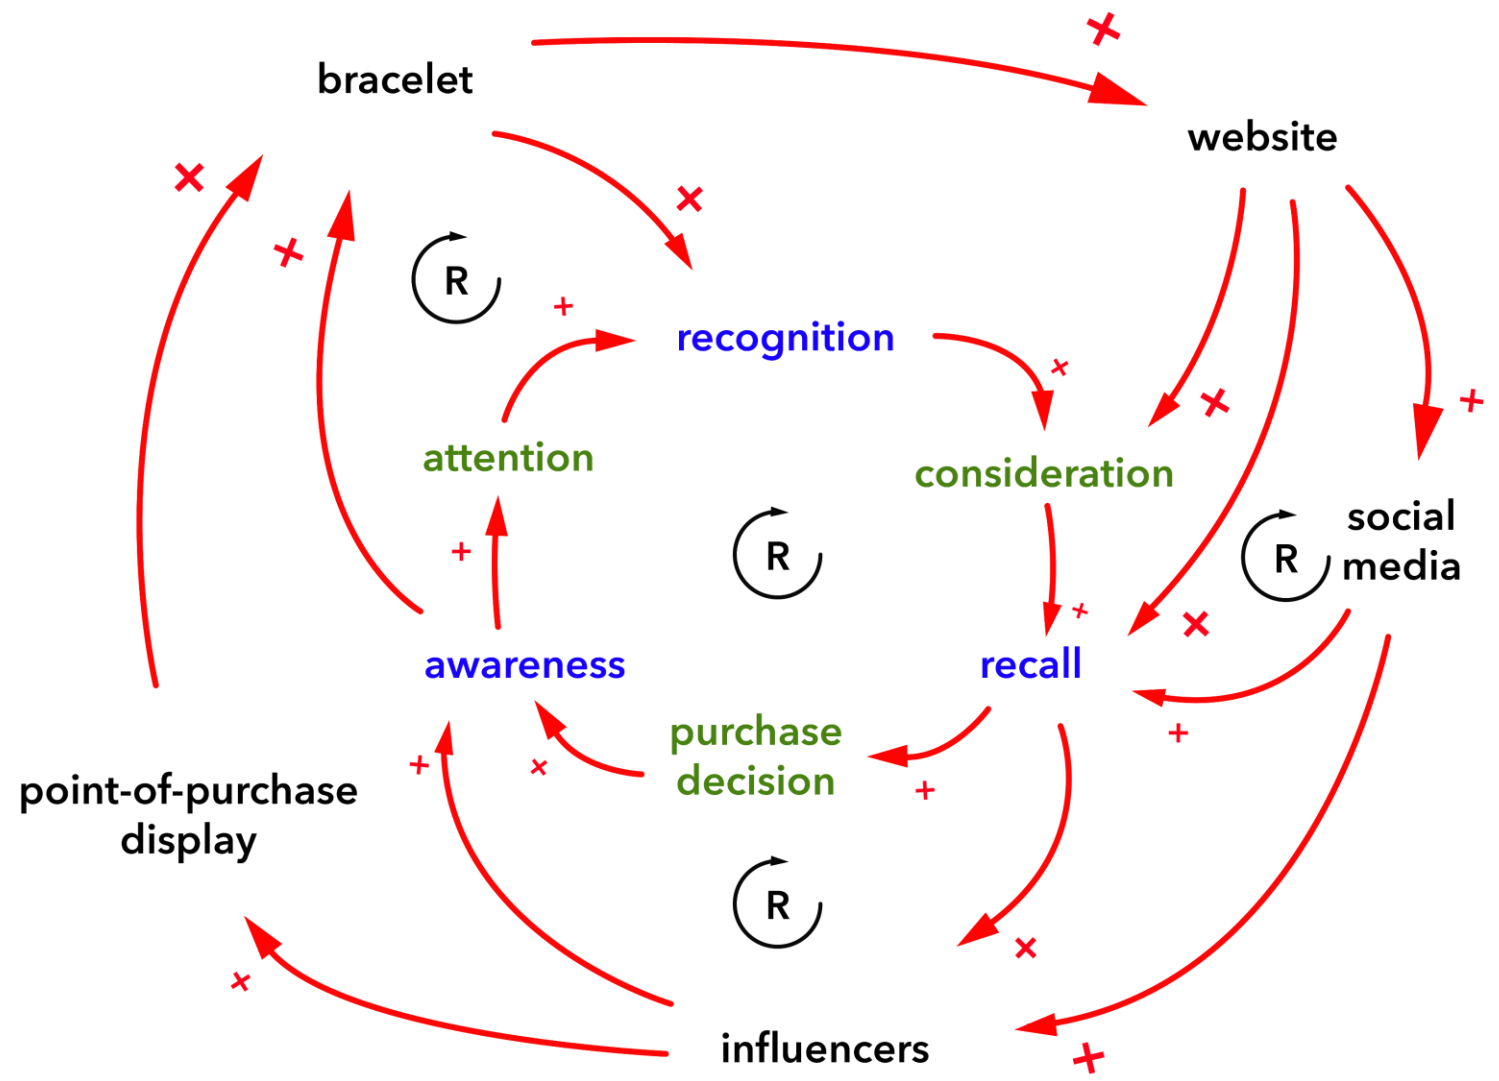 bracelet
+
website
×
×
+
R
+
recognition
×
attention
×
+
consideration
social
media
R
R
+
+
×
awareness
recall
purchase
decision
+
+
×
+
point-of-purchase
display
R
×
×
influencers
+